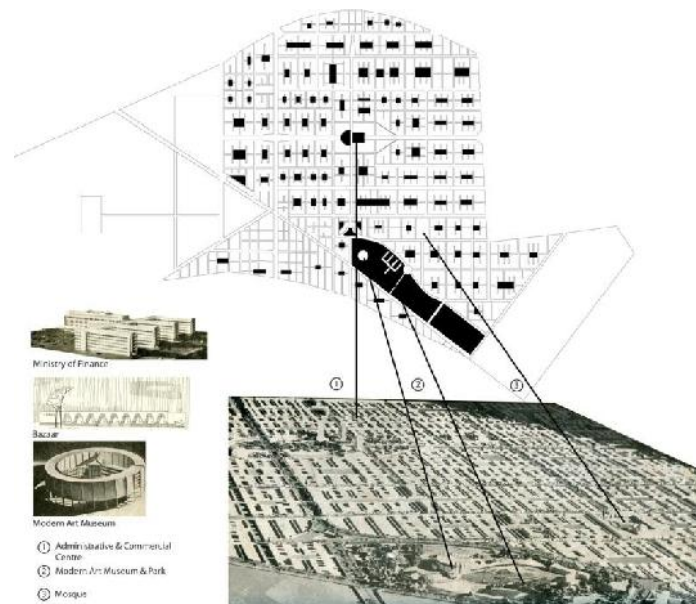 ① ② ③
Ministry of Finance
Bazaar
Modern Art Museum
① Administrative & Commercial
Centre
② Modern Art Museum & Park
③ Mosque